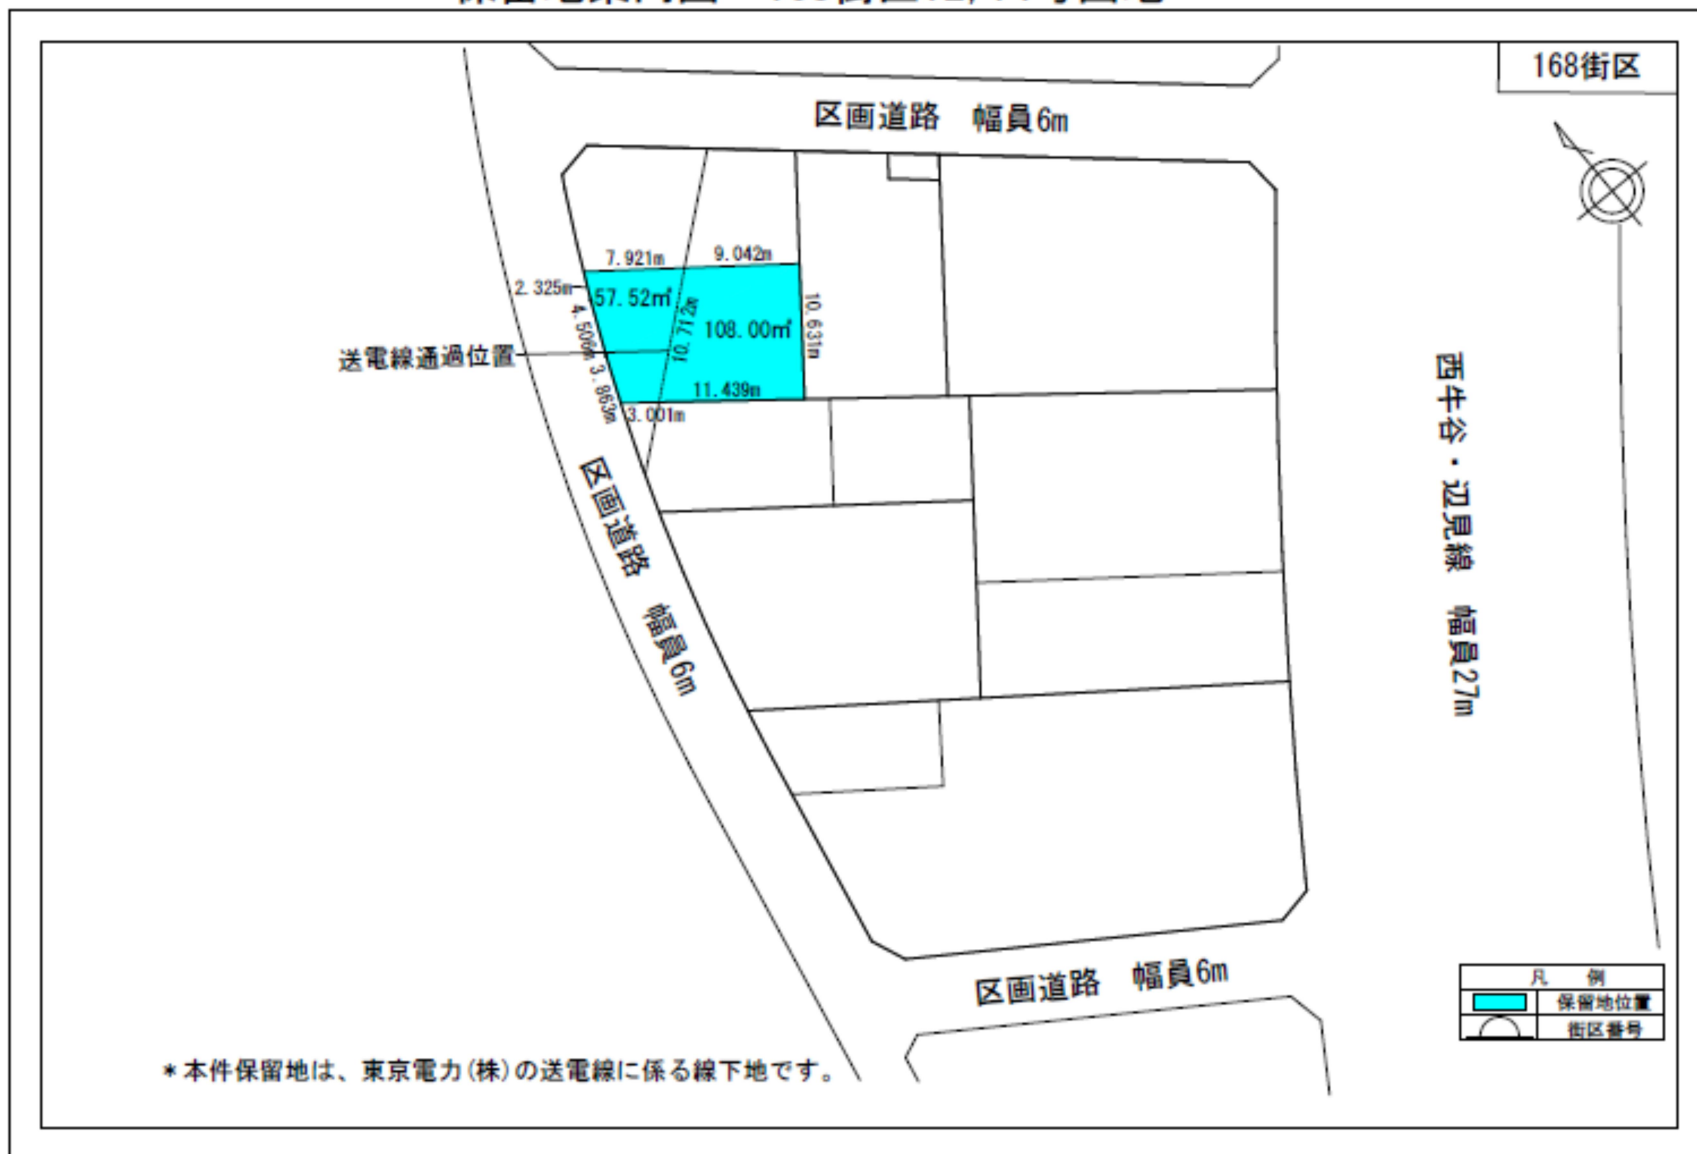 168街区
区画道路 幅員6m
7.921m
9.042m
2.325m
57.52㎡
4.506m
10.712m
108.00㎡
10.631m
送電線通過位置
3.863m
11.439m
3.001m
西牛谷・辺見線 幅員27m
区画道路 幅員6m
区画道路 幅員6m
凡 例
保留地位置
街区番号
*本件保留地は、東京電力(株)の送電線に係る線下地です。